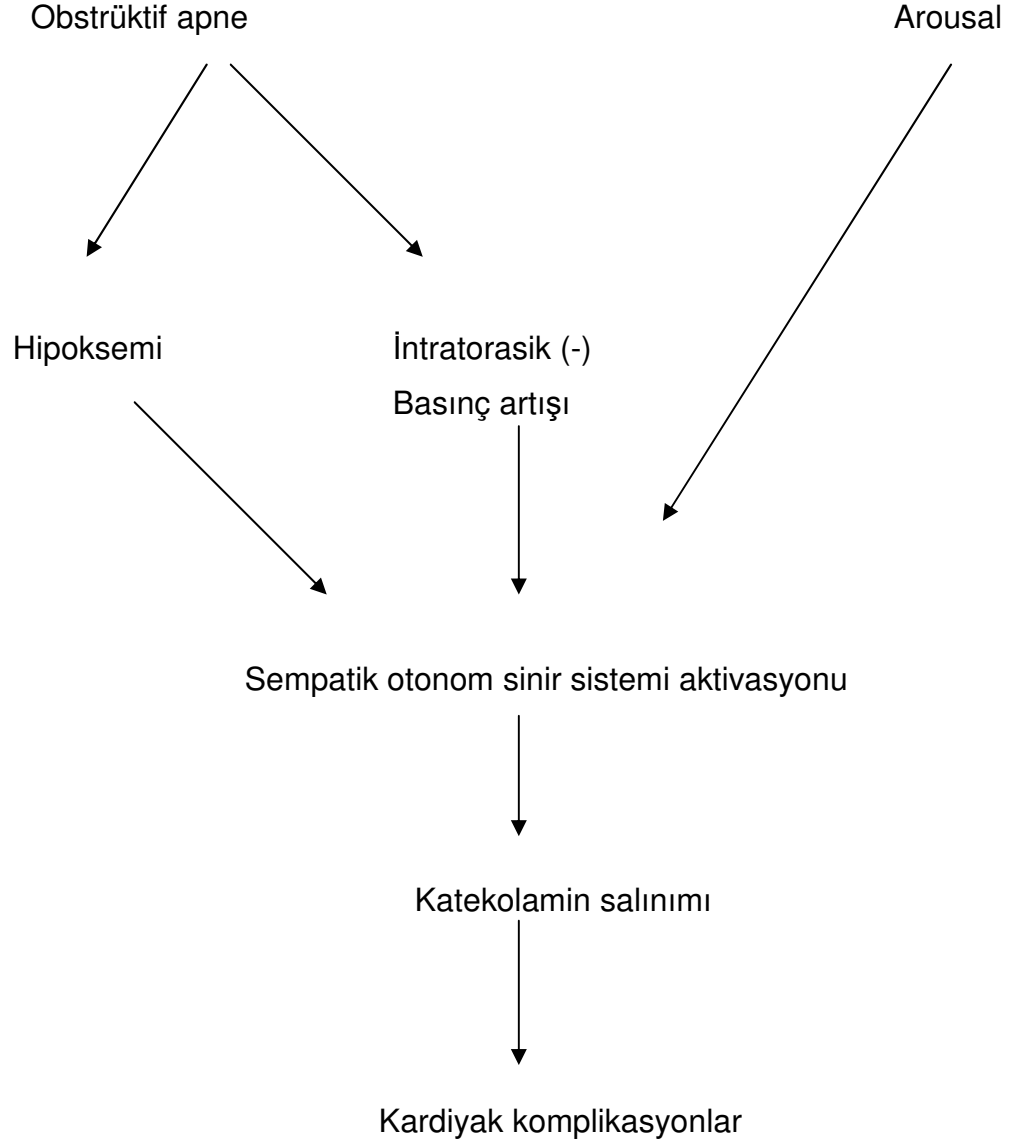 Obstrüktif apne
Arousal
Hipoksemi
İntratorasik (-)
Basınç artışı
Sempatik otonom sinir sistemi aktivasyonu
Katekolamin salınımı
Kardiyak komplikasyonlar